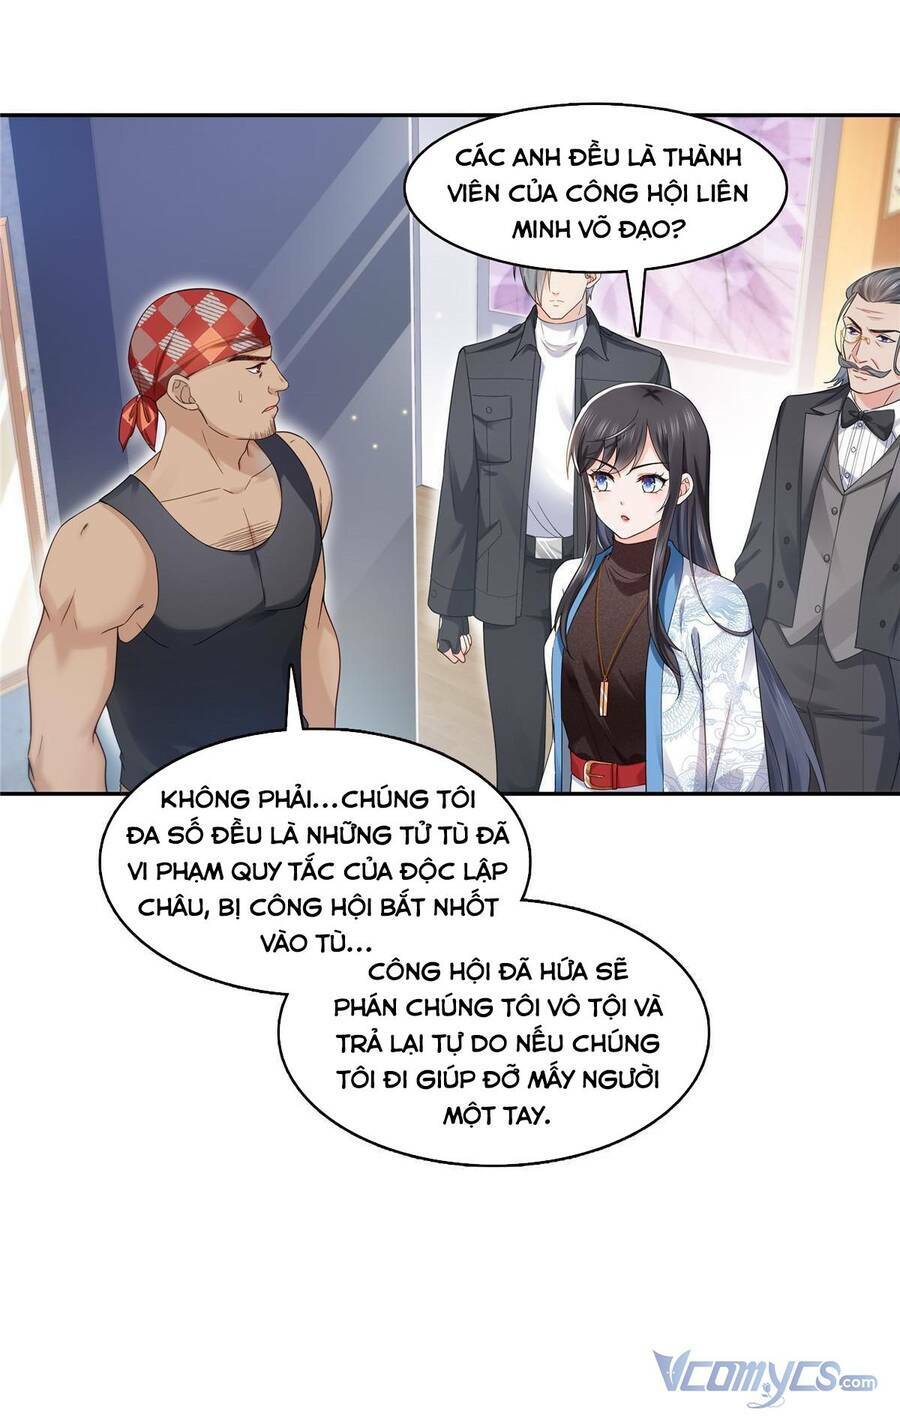 CÁC ANH ĐỀU LÀ THÀNH
VIÊN CỦA CÔNG HỘI LIÊN
MINH VÕ ĐẠO?
KHÔNG PHẢI...CHÚNG TÔI
ĐA SỐ ĐỀU LÀ NHỮNG TỬ TÙ ĐÃ
VI PHẠM QUY TẮC CỦA ĐỘC LẬP
CHÂU, BỊ CÔNG HỘI BẮT NHỐT
VÀO TÙ...
CÔNG HỘI ĐÃ HỨA SẼ
PHÁN CHÚNG TÔI VÔ TỘI VÀ
TRẢ LẠI TỰ DO NẾU CHÚNG
TÔI ĐI GIÚP ĐỠ MẤY NGƯỜI
MỘT TAY.
VCOMYCS.com